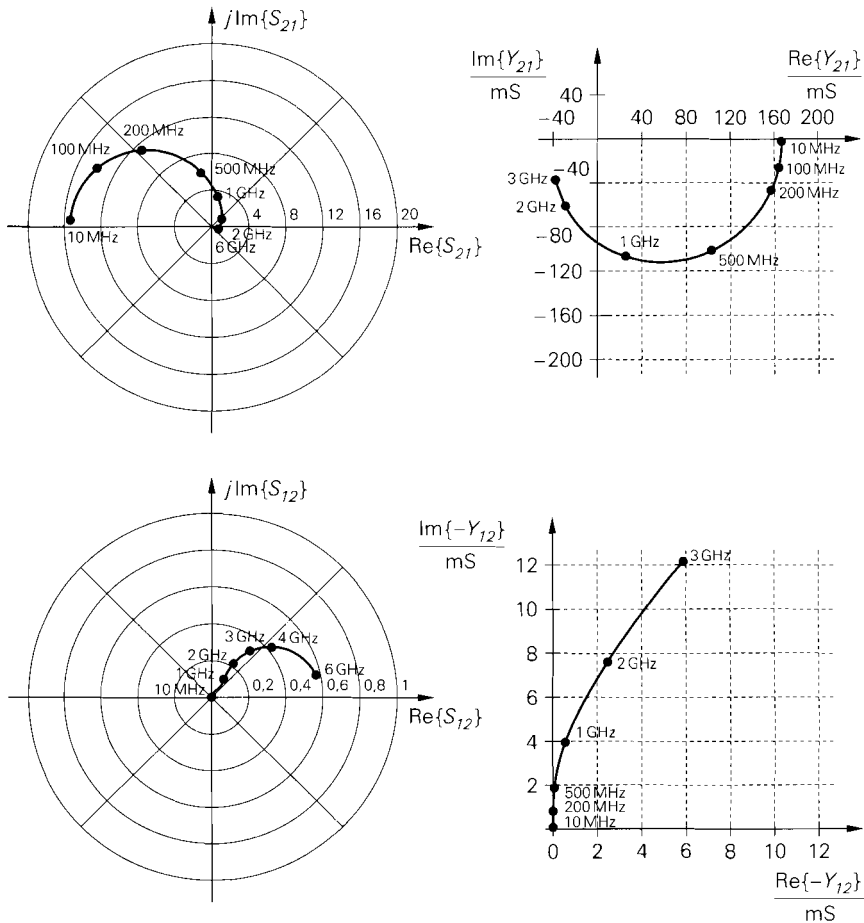 j Im{S21}
200 MHz
100 MHz
500 MHz
1 GHz
4 8 12 16 20
10 MHz
2 GHz
6 GHz
Re{S21}
Im{Y21}
mS
Re{Y21}
mS
40
-40 0 40 80 120 160 200
10 MHz
-40
100 MHz
3 GHz
200 MHz
2 GHz
-80
1 GHz
500 MHz
-120
-160
-200
j Im{S12}
3 GHz
4 GHz
2 GHz
1 GHz
6 GHz
10 MHz
0,2 0,4 0,6 0,8 1
Re{S12}
Im{-Y12}
mS
12
3 GHz
10
8
2 GHz
6
4
1 GHz
2
500 MHz
200 MHz
10 MHz
0 2 4 6 8 10 12
Re{-Y12}
mS